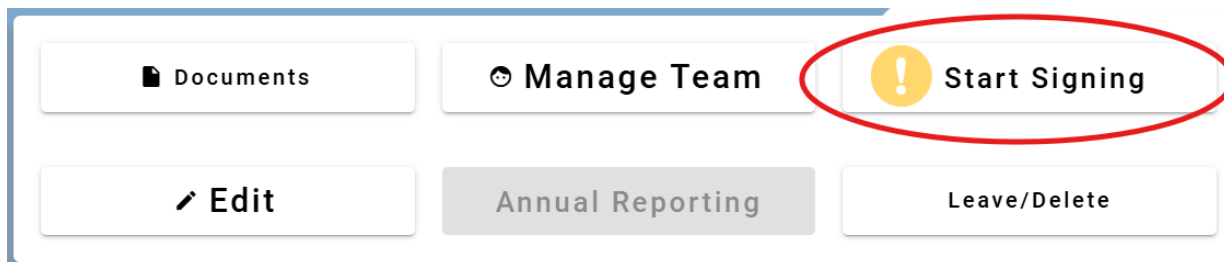 Documents
Manage Team
Start Signing
Edit
Annual Reporting
Leave/Delete